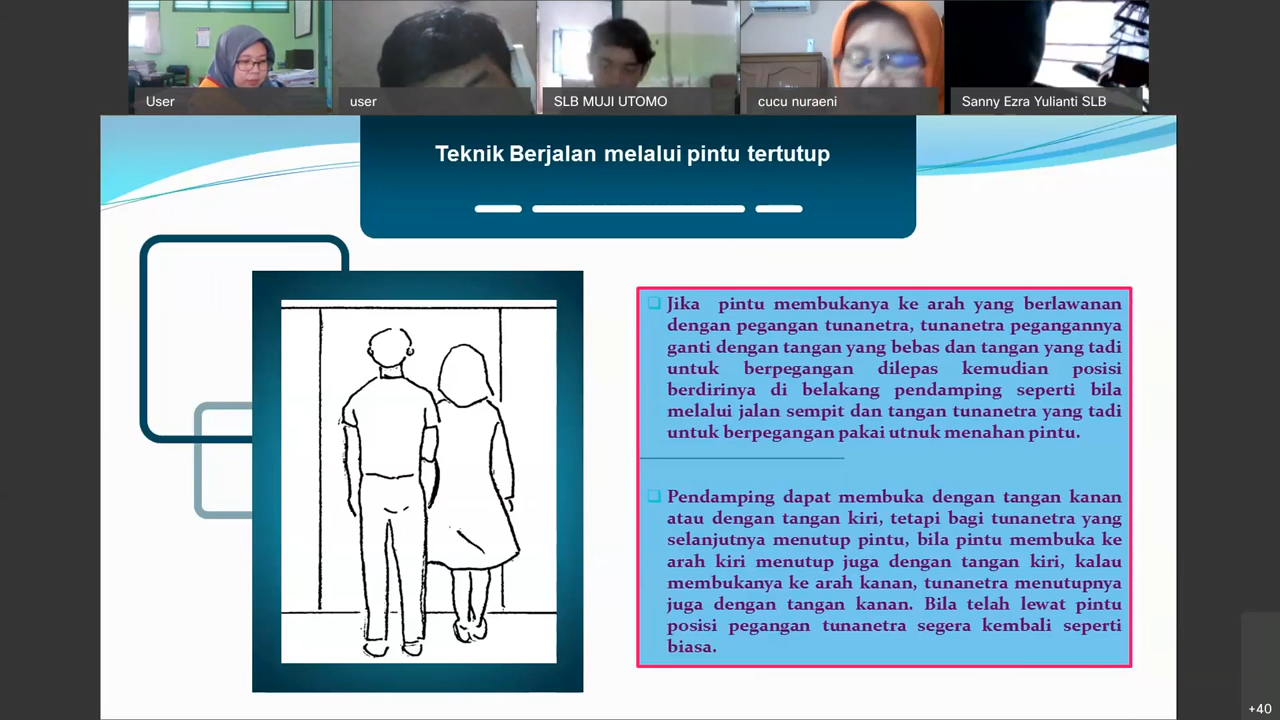 User
user
SLB MUJI UTOMO
cucu nuraeni
Sanny Ezra Yulianti SLB
Teknik Berjalan melalui pintu tertutup
Jika pintu membukanya ke arah yang berlawanan
dengan pegangan tunanetra, tunanetra pegangannya
ganti dengan tangan yang bebas dan tangan yang tadi
untuk berpegangan dilepas kemudian posisi
berdirinya di belakang pendamping seperti bila
melalui jalan sempit dan tangan tunanetra yang tadi
untuk berpegangan pakai utnuk menahan pintu.
Pendamping dapat membuka dengan tangan kanan
atau dengan tangan kiri, tetapi bagi tunanetra yang
selanjutnya menutup pintu, bila pintu membuka ke
arah kiri menutup juga dengan tangan kiri, kalau
membukanya ke arah kanan, tunanetra menutupnya
juga dengan tangan kanan. Bila telah lewat pintu
posisi pegangan tunanetra segera kembali seperti
biasa.
+40